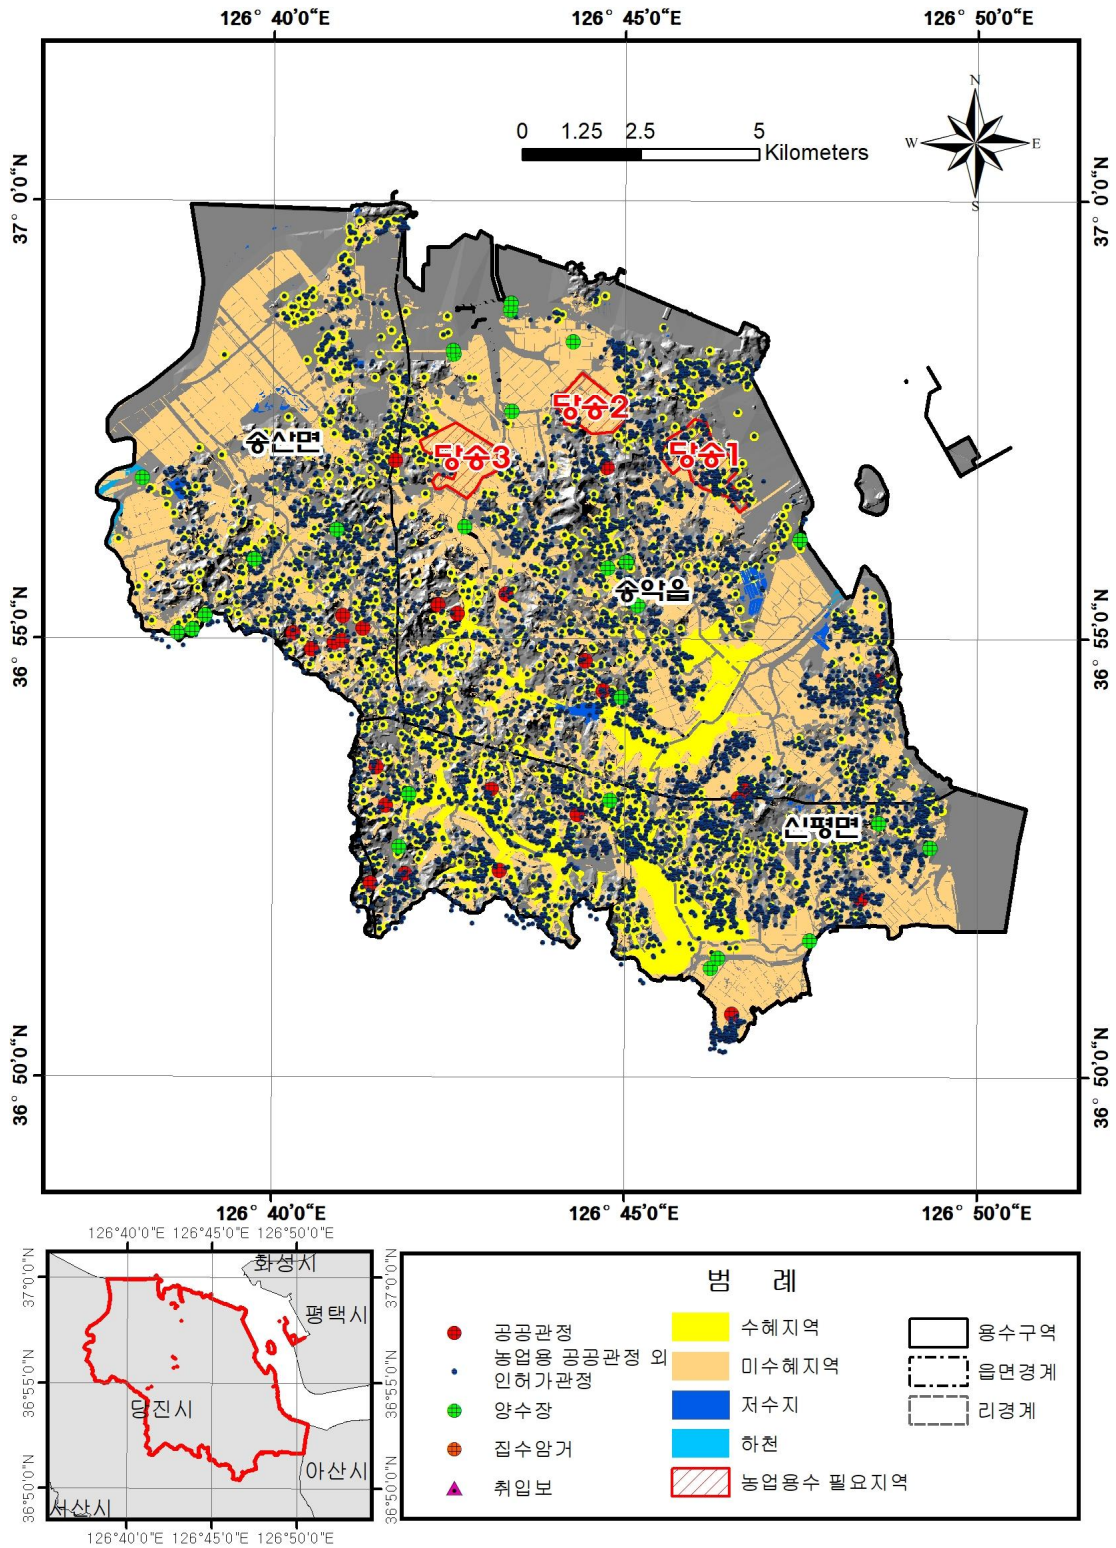 126° 40'0"E 126° 45'0"E 126° 50'0"E
N
W E
S
0 1.25 2.5 5
Kilometers
37° 0'0"N
37° 0'0"N
당송2
송산면
당송3
당송1
송악읍
36° 55'0"N
36° 55'0"N
신평면
36° 50'0"N
36° 50'0"N
126° 40'0"E 126° 45'0"E 126° 50'0"E
126°40'0"E 126°45'0"E 126°50'0"E
37°0'0"N
36°55'0"N
36°50'0"N
화성시
평택시
당진시
아산시
서산시
37°0'0"N
36°55'0"N
36°50'0"N
126°40'0"E 126°45'0"E 126°50'0"E
범 례
공공관정
농업용 공공관정 외
인허가관정
양수장
집수암거
취입보
수혜지역
미수혜지역
저수지
하천
농업용수 필요지역
용수구역
읍면경계
리경계